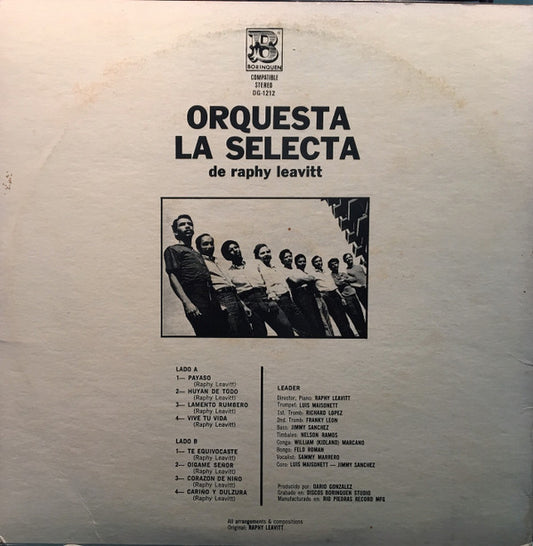 B
BORINQUEN
COMPATIBLE
STEREO
DG-1212
ORQUESTA
LA SELECTA
de raphy leavitt
LADO A
1— PAYASO
(Raphy Leavitt)
2— HUYAN DE TODO
(Raphy Leavitt)
3— LAMENTO RUMBERO
(Raphy Leavitt)
4— VIVE TU VIDA
(Raphy Leavitt)
LADO B
1— TE EQUIVOCASTE
(Raphy Leavitt)
2— OIGAME SEÑOR
(Raphy Leavitt)
3— CORAZON DE NIÑO
(Raphy Leavitt)
4— CARIÑO Y DULZURA
(Raphy Leavitt)
LEADER
Director, Piano: RAPHY LEAVITT
Trumpet: LUIS MAISONETT
1st. Tromb: RICHARD LOPEZ
2nd. Tromb: FRANKY LEON
Bass: JIMMY SANCHEZ
Timbales: NELSON RAMOS
Conga: WILLIAM (KIDLAND) MARCANO
Bongo: FELO ROMAN
Vocalist: SAMMY MARRERO
Coro: LUIS MAISONETT — JIMMY SANCHEZ
Producido por: DARIO GONZALEZ
Grabado en: DISCOS BORINQUEN STUDIO
Manufacturado en: RIO PIEDRAS RECORD MFG
All arrangements & compositions
Original: RAPHY LEAVITT